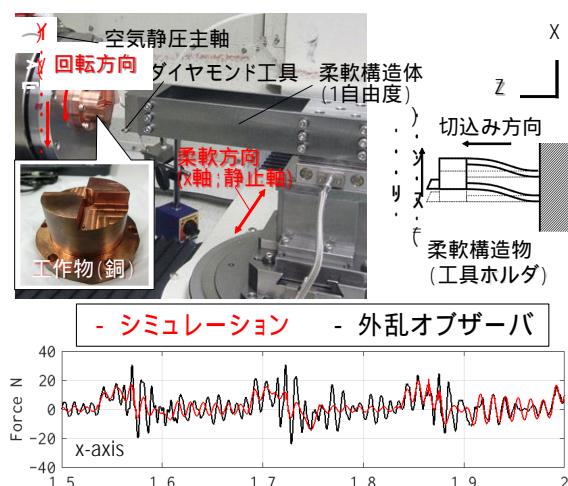 空気静圧主軸
回転方向
ダイヤモンド工具
柔軟構造体
(1自由度)
X
Z
切込み方向
柔軟方向
(x軸;静止軸)
柔軟構造物
(工具ホルダ)
工作物(銅)
- シミュレーション - 外乱オブザーバ
40
20
0
-20
-40
Force N
x-axis
1.5 1.6 1.7 1.8 1.9 2